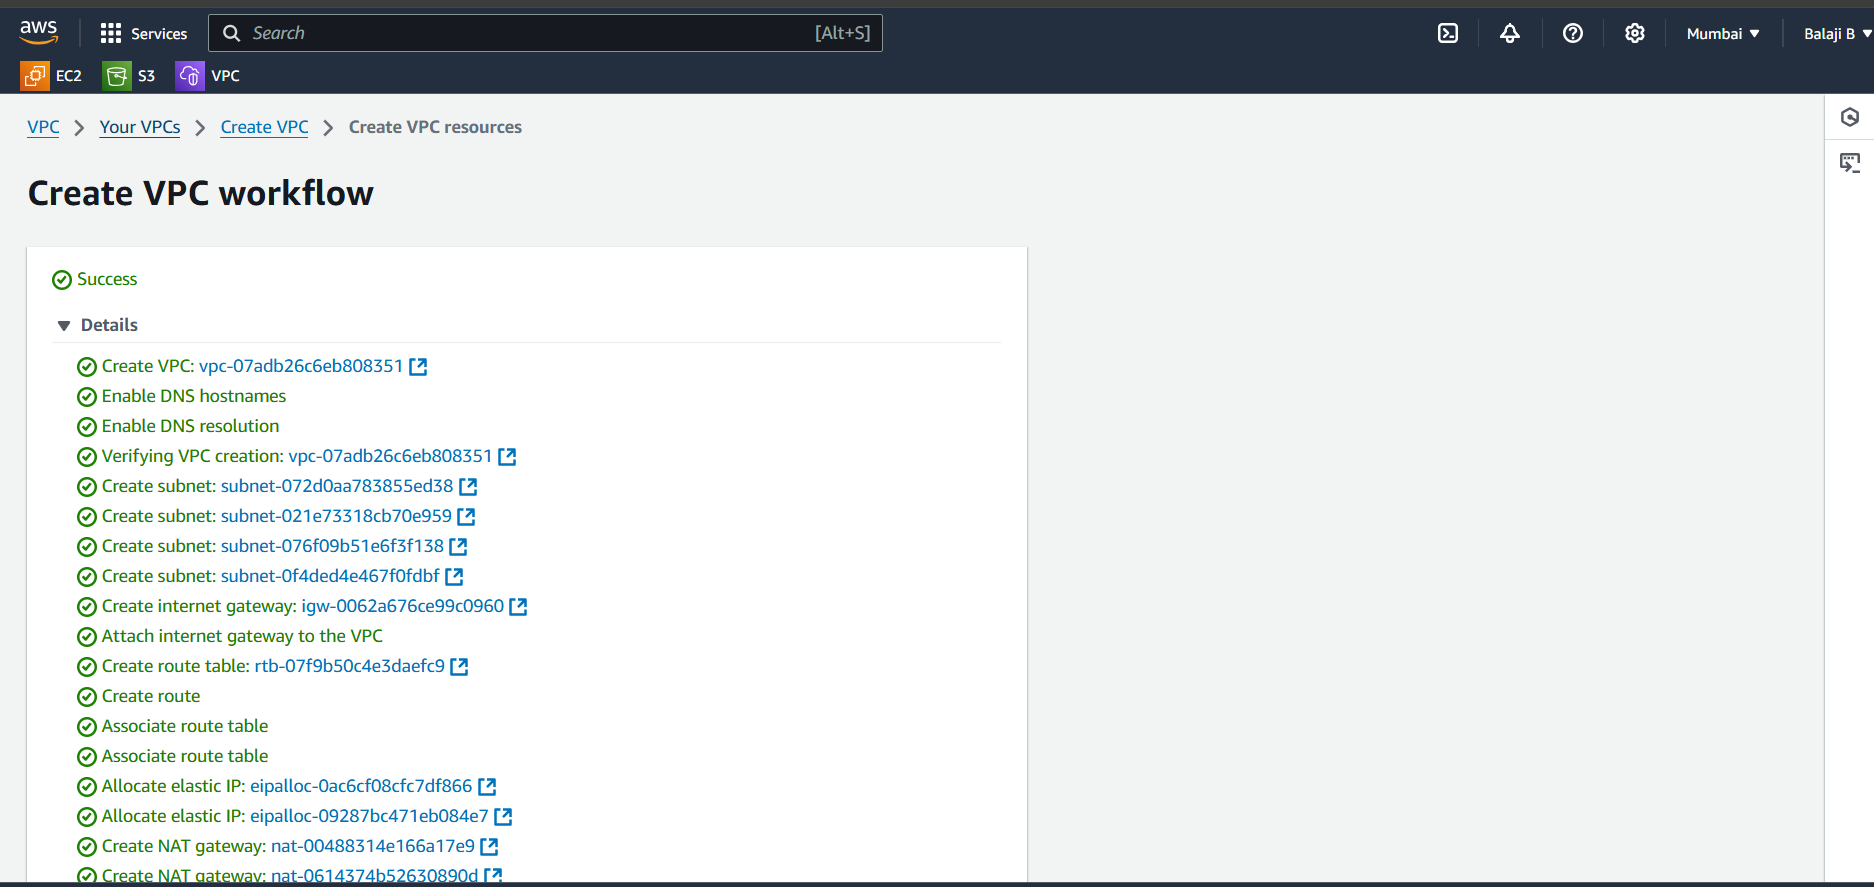 aws Services Search [Alt+S] Mumbai Balaji B
EC2 S3 VPC
VPC Your VPCs Create VPC Create VPC resources
Create VPC workflow
Success
Details
Create VPC: vpc-07adb26c6eb808351
Enable DNS hostnames
Enable DNS resolution
Verifying VPC creation: vpc-07adb26c6eb808351
Create subnet: subnet-072d0aa783855ed38
Create subnet: subnet-021e73318cb70e959
Create subnet: subnet-076f09b51e6f3f138
Create subnet: subnet-0f4ded4e467f0fdbf
Create internet gateway: igw-0062a676ce99c0960
Attach internet gateway to the VPC
Create route table: rtb-07f9b50c4e3daefc9
Create route
Associate route table
Associate route table
Allocate elastic IP: eipalloc-0ac6cf08cfc7df866
Allocate elastic IP: eipalloc-09287bc471eb084e7
Create NAT gateway: nat-00488314e166a17e9
Create NAT gateway: nat-0614374b52630890d